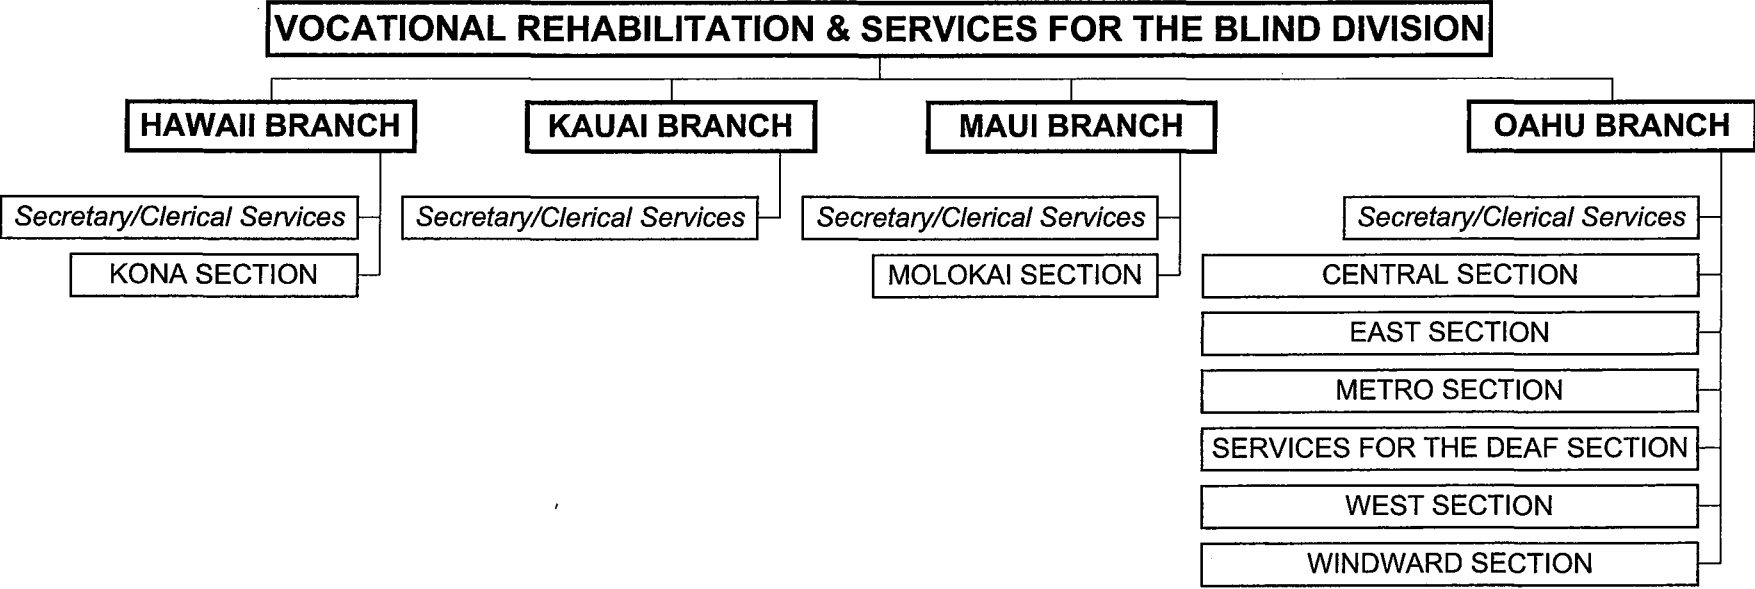 VOCATIONAL REHABILITATION & SERVICES FOR THE BLIND DIVISION
HAWAII BRANCH
KAUAI BRANCH
MAUI BRANCH
OAHU BRANCH
Secretary/Clerical Services
Secretary/Clerical Services
Secretary/Clerical Services
Secretary/Clerical Services
KONA SECTION
MOLOKAI SECTION
CENTRAL SECTION
EAST SECTION
METRO SECTION
SERVICES FOR THE DEAF SECTION
WEST SECTION
WINDWARD SECTION